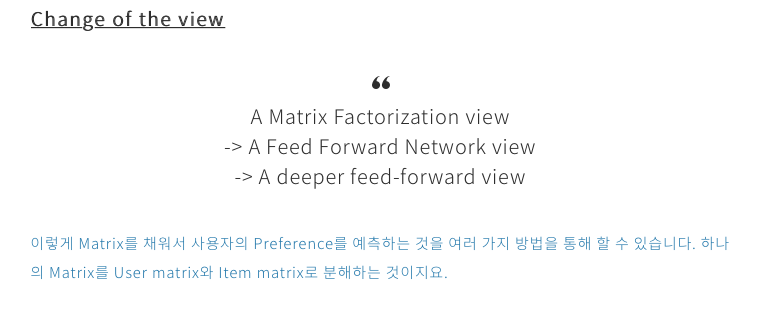 Change of the view
“
A Matrix Factorization view
-> A Feed Forward Network view
-> A deeper feed-forward view
이렇게 Matrix를 채워서 사용자의 Preference를 예측하는 것을 여러 가지 방법을 통해 할 수 있습니다. 하나
의 Matrix를 User matrix와 Item matrix로 분해하는 것이지요.